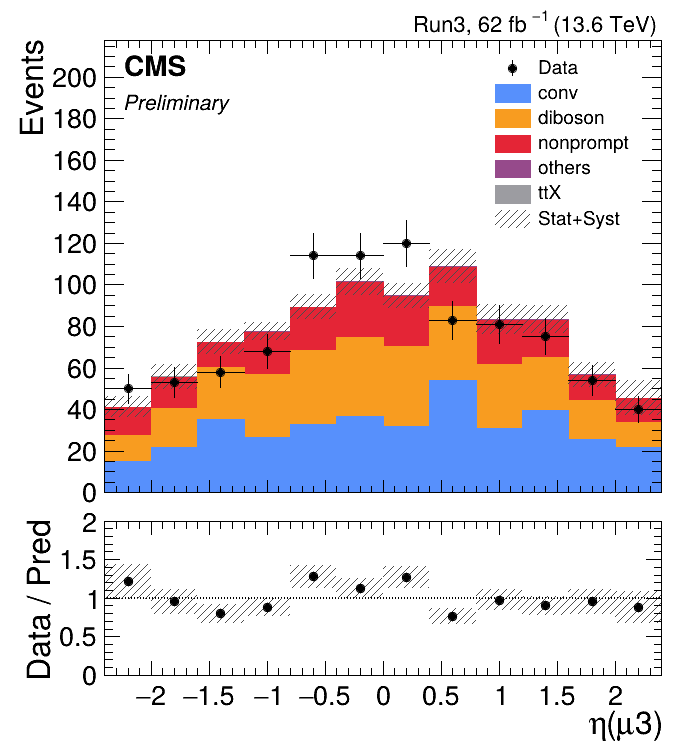 Run3, 62 fb⁻¹ (13.6 TeV)
CMS
Preliminary
Events
200
180
160
140
120
100
80
60
40
20
0
Data
conv
diboson
nonprompt
others
ttX
Stat+Syst
Data / Pred
2
1.5
1
0.5
0
−2 −1.5 −1 −0.5 0 0.5 1 1.5 2
η(μ3)